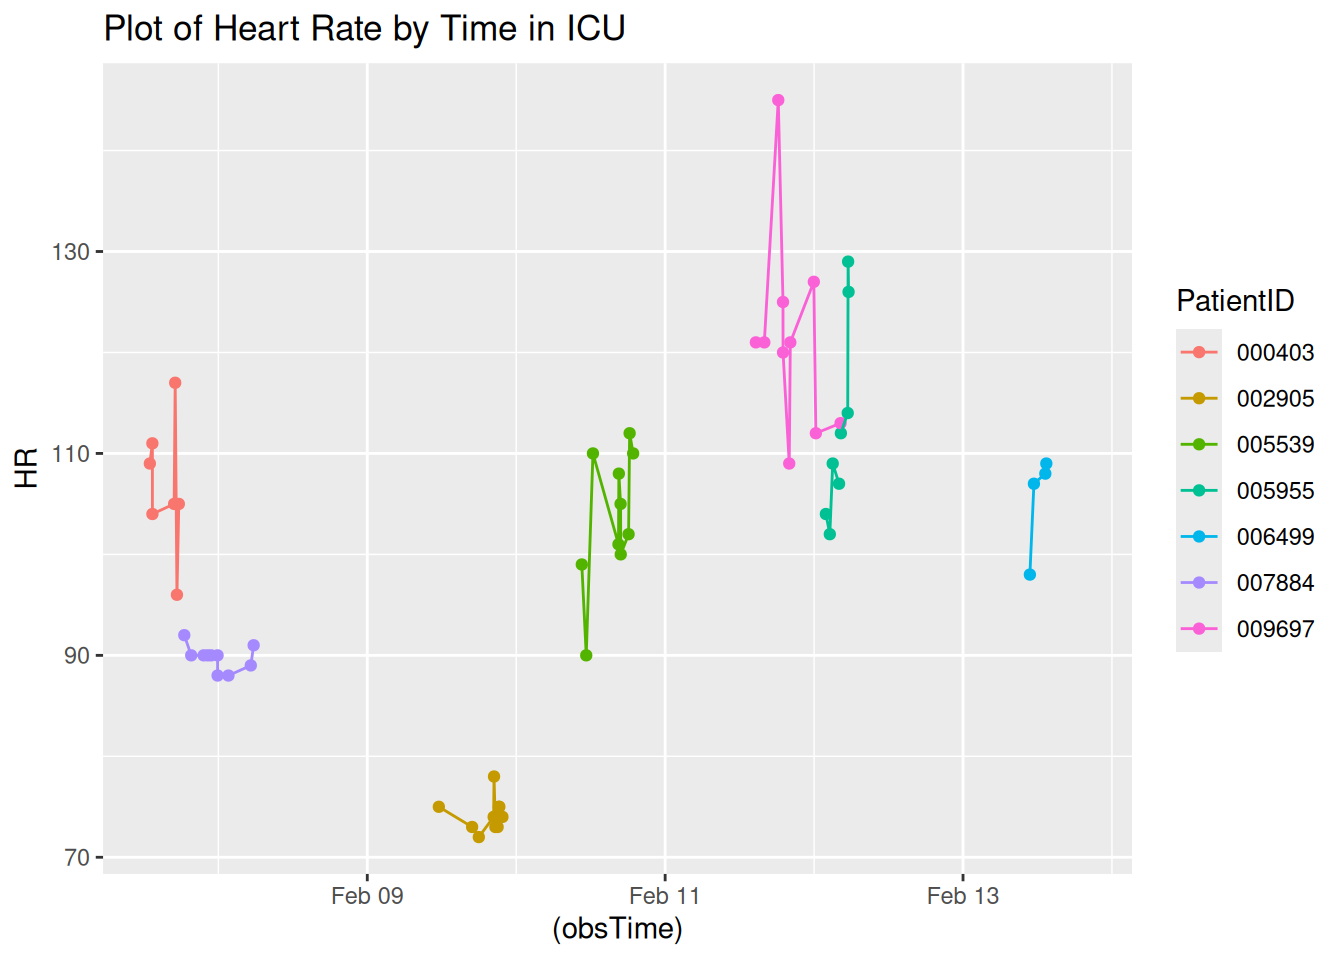 Plot of Heart Rate by Time in ICU
HR
130
110
90
70
Feb 09
Feb 11
Feb 13
(obsTime)
PatientID
000403
002905
005539
005955
006499
007884
009697